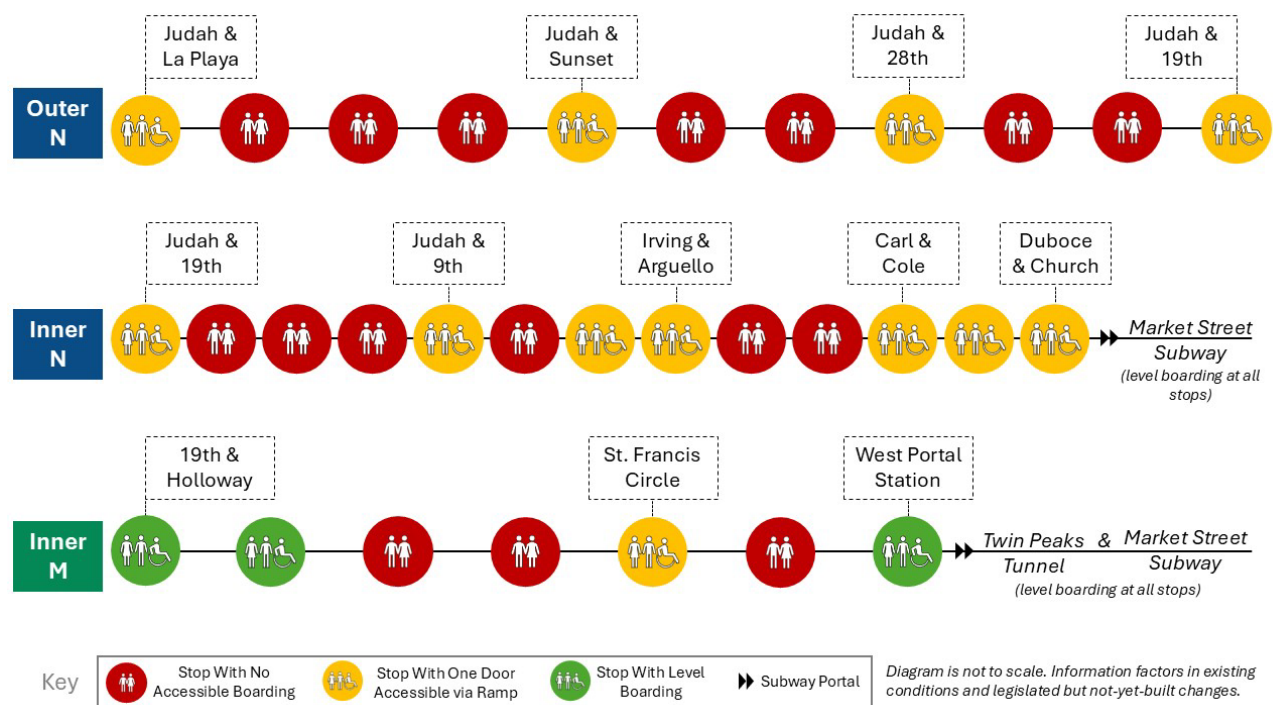 Judah &
La Playa
Judah &
Sunset
Judah &
28th
Judah &
19th
Outer
N
Judah &
19th
Judah &
9th
Irving &
Arguello
Carl &
Cole
Duboce
& Church
Inner
N
Market Street
Subway
(level boarding at all
stops)
19th &
Holloway
St. Francis
Circle
West Portal
Station
Inner
M
Twin Peaks & Market Street
Tunnel Subway
(level boarding at all stops)
Key
Stop With No
Accessible Boarding
Stop With One Door
Accessible via Ramp
Stop With Level
Boarding
Subway Portal
Diagram is not to scale. Information factors in existing
conditions and legislated but not-yet-built changes.